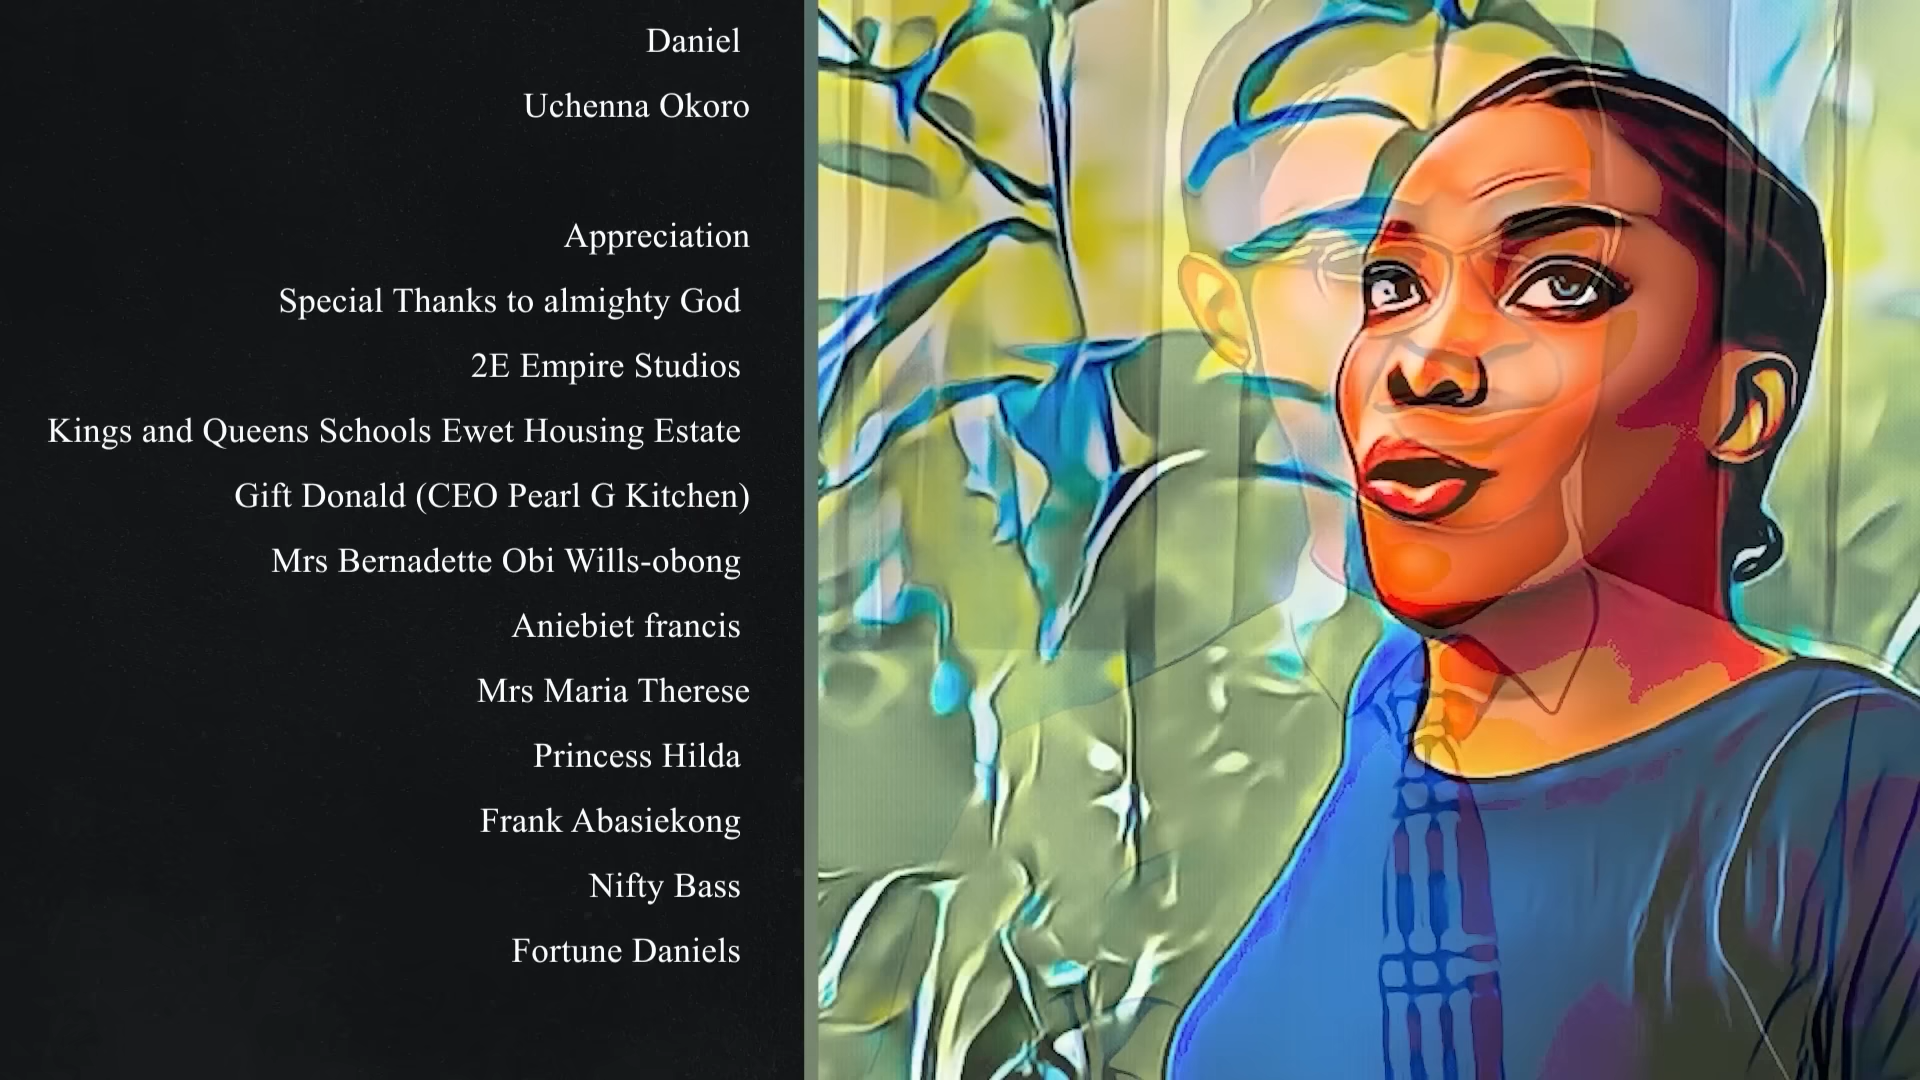 Daniel
Uchenna Okoro
Appreciation
Special Thanks to almighty God
2E Empire Studios
Kings and Queens Schools Ewet Housing Estate
Gift Donald (CEO Pearl G Kitchen)
Mrs Bernadette Obi Wills-obong
Aniebiet francis
Mrs Maria Therese
Princess Hilda
Frank Abasiekong
Nifty Bass
Fortune Daniels